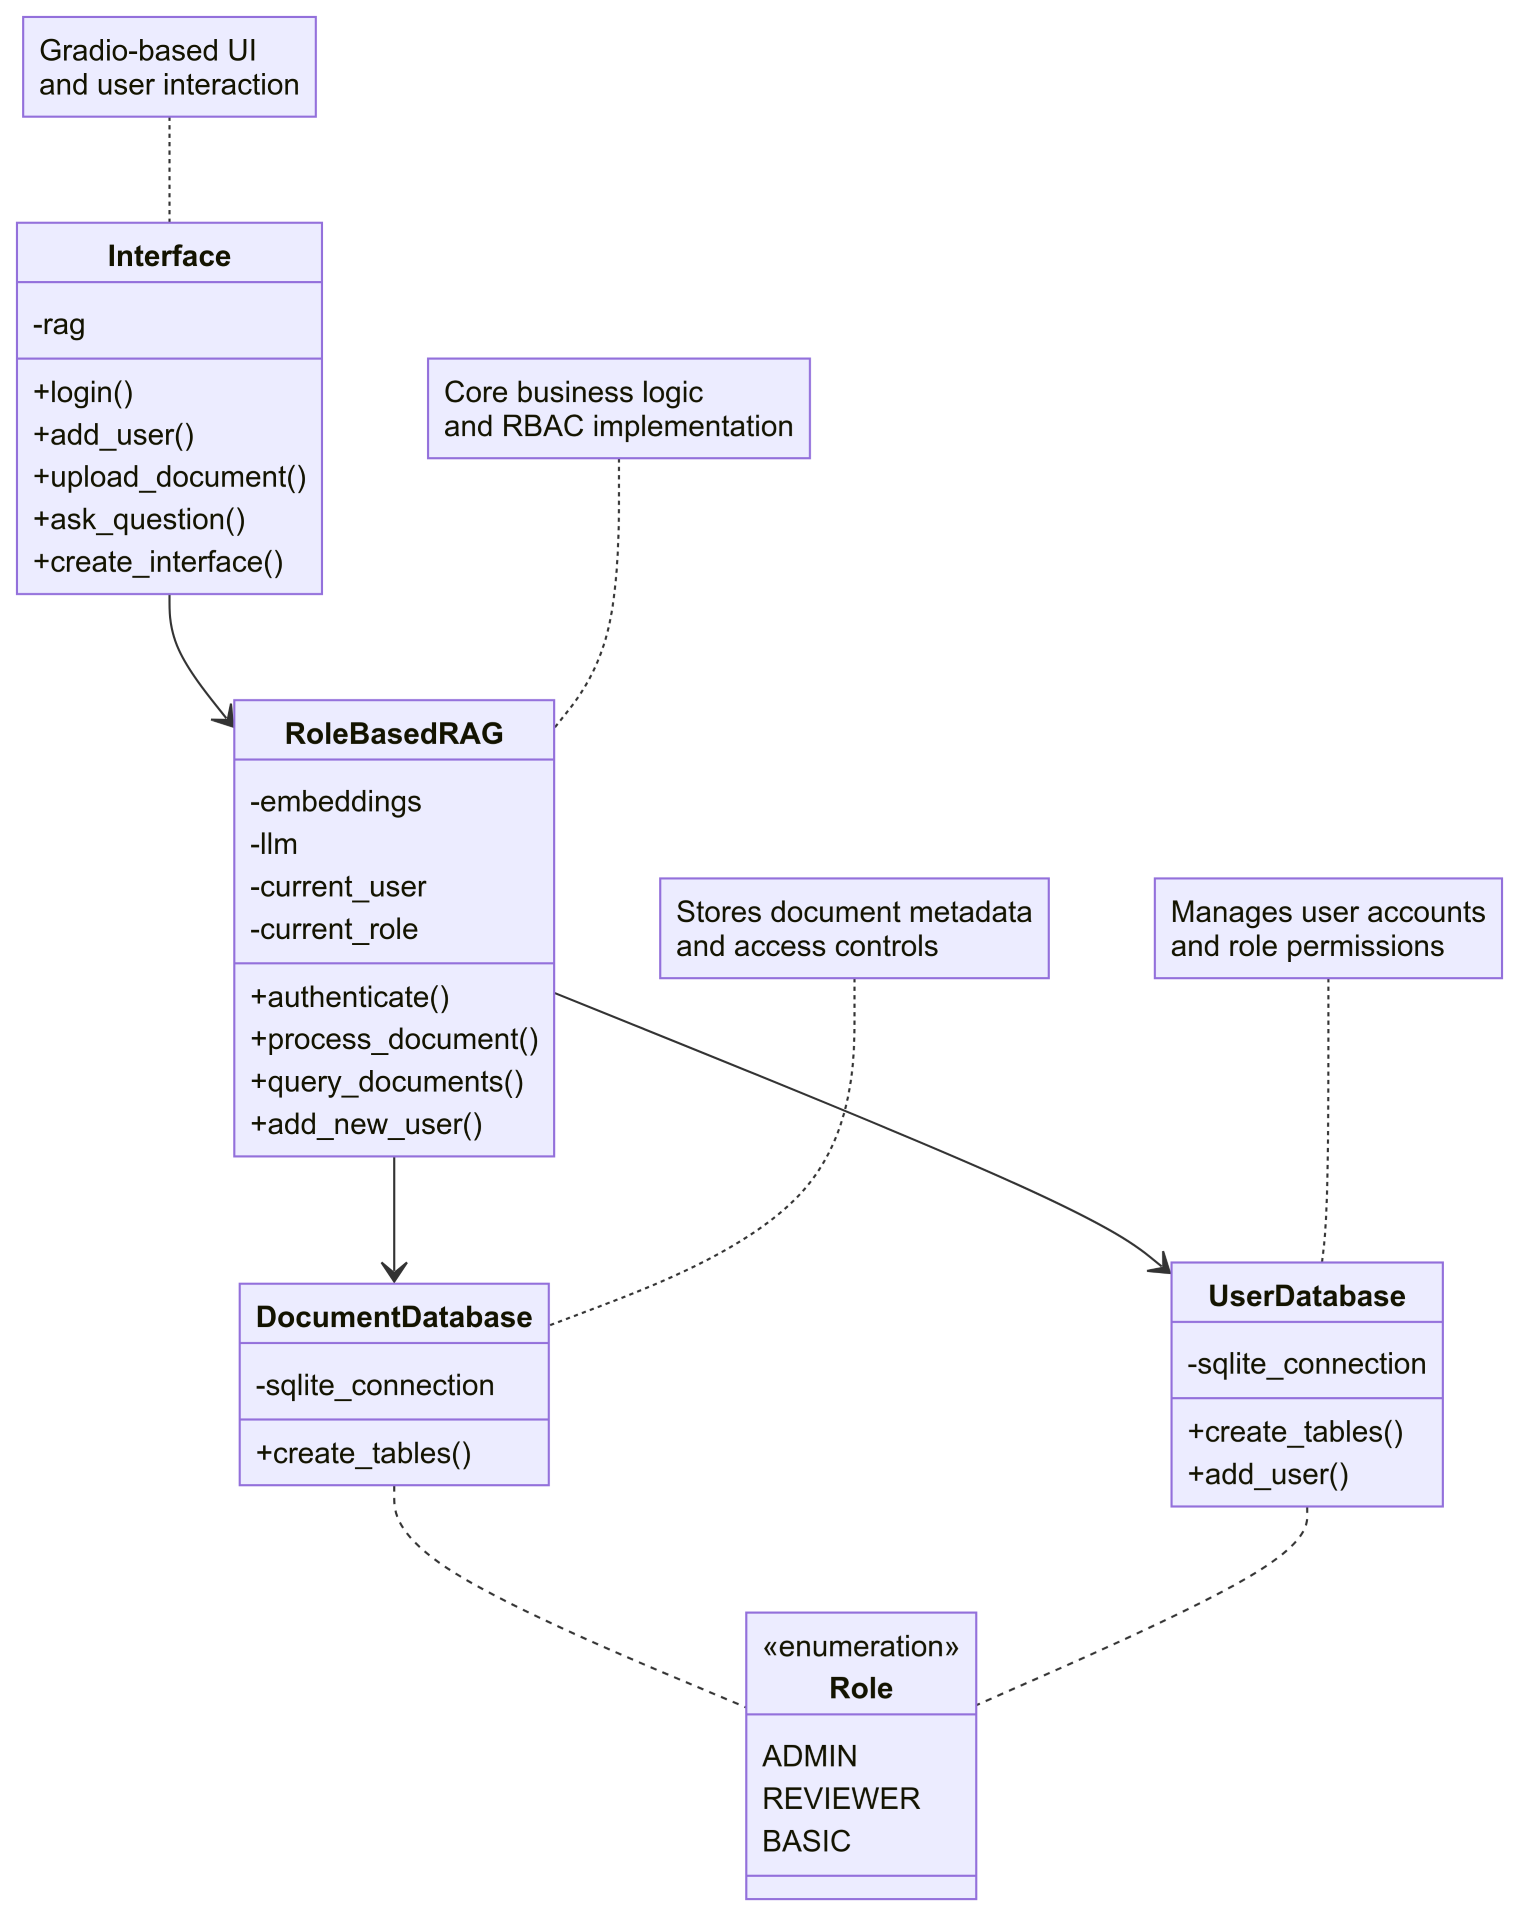 Gradio-based UI
and user interaction
Interface
-rag
+login()
+add_user()
+upload_document()
+ask_question()
+create_interface()
Core business logic
and RBAC implementation
RoleBasedRAG
-embeddings
-llm
-current_user
-current_role
+authenticate()
+process_document()
+query_documents()
+add_new_user()
Stores document metadata
and access controls
Manages user accounts
and role permissions
DocumentDatabase
-sqlite_connection
+create_tables()
UserDatabase
-sqlite_connection
+create_tables()
+add_user()
«enumeration»
Role
ADMIN
REVIEWER
BASIC